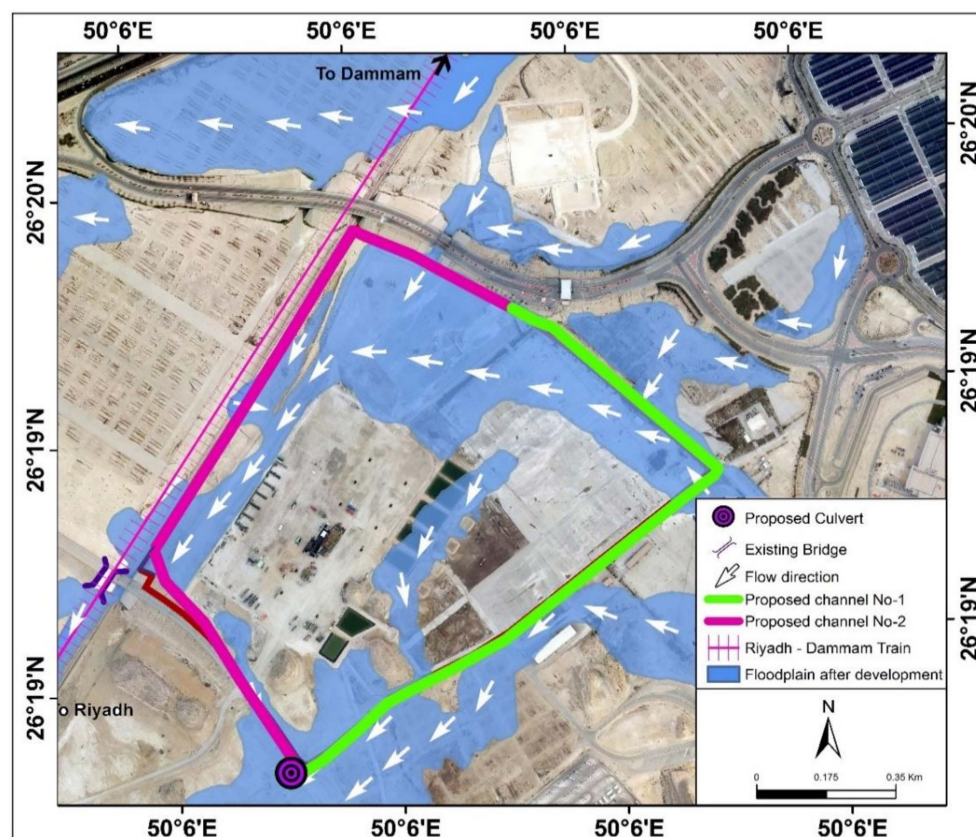 50°6'E 50°6'E 50°6'E 50°6'E
To Dammam
26°20'N
26°20'N
26°19'N
26°19'N
Proposed Culvert
Existing Bridge
Flow direction
Proposed channel No-1
Proposed channel No-2
Riyadh - Dammam Train
Floodplain after development
26°19'N
26°19'N
o Riyadh
N
0 0.175 0.35 Km
50°6'E 50°6'E 50°6'E 50°6'E